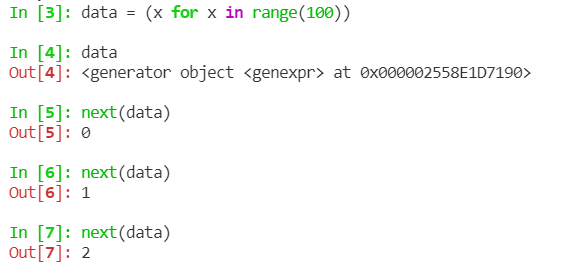 In [3]: data = (x for x in range(100))
In [4]: data
Out[4]: <generator object <genexpr> at 0x000002558E1D7190>
In [5]: next(data)
Out[5]: 0
In [6]: next(data)
Out[6]: 1
In [7]: next(data)
Out[7]: 2